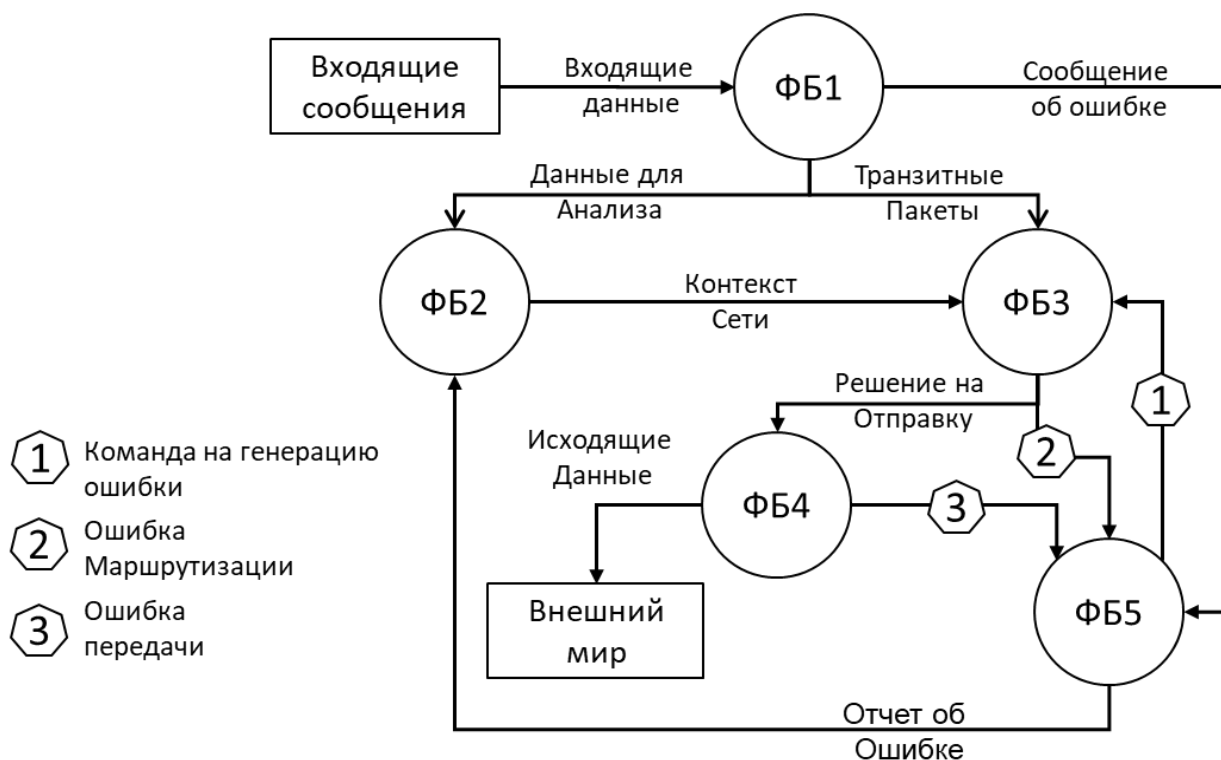 Входящие
сообщения
Входящие
данные
ФБ1
Сообщение
об ошибке
Данные для
Анализа
Транзитные
Пакеты
ФБ2
Контекст
Сети
ФБ3
Решение на
Отправку
1
2
Исходящие
Данные
ФБ4
3
ФБ5
Внешний
мир
Отчет об
Ошибке
1
Команда на генерацию
ошибки
2
Ошибка
Маршрутизации
3
Ошибка
передачи